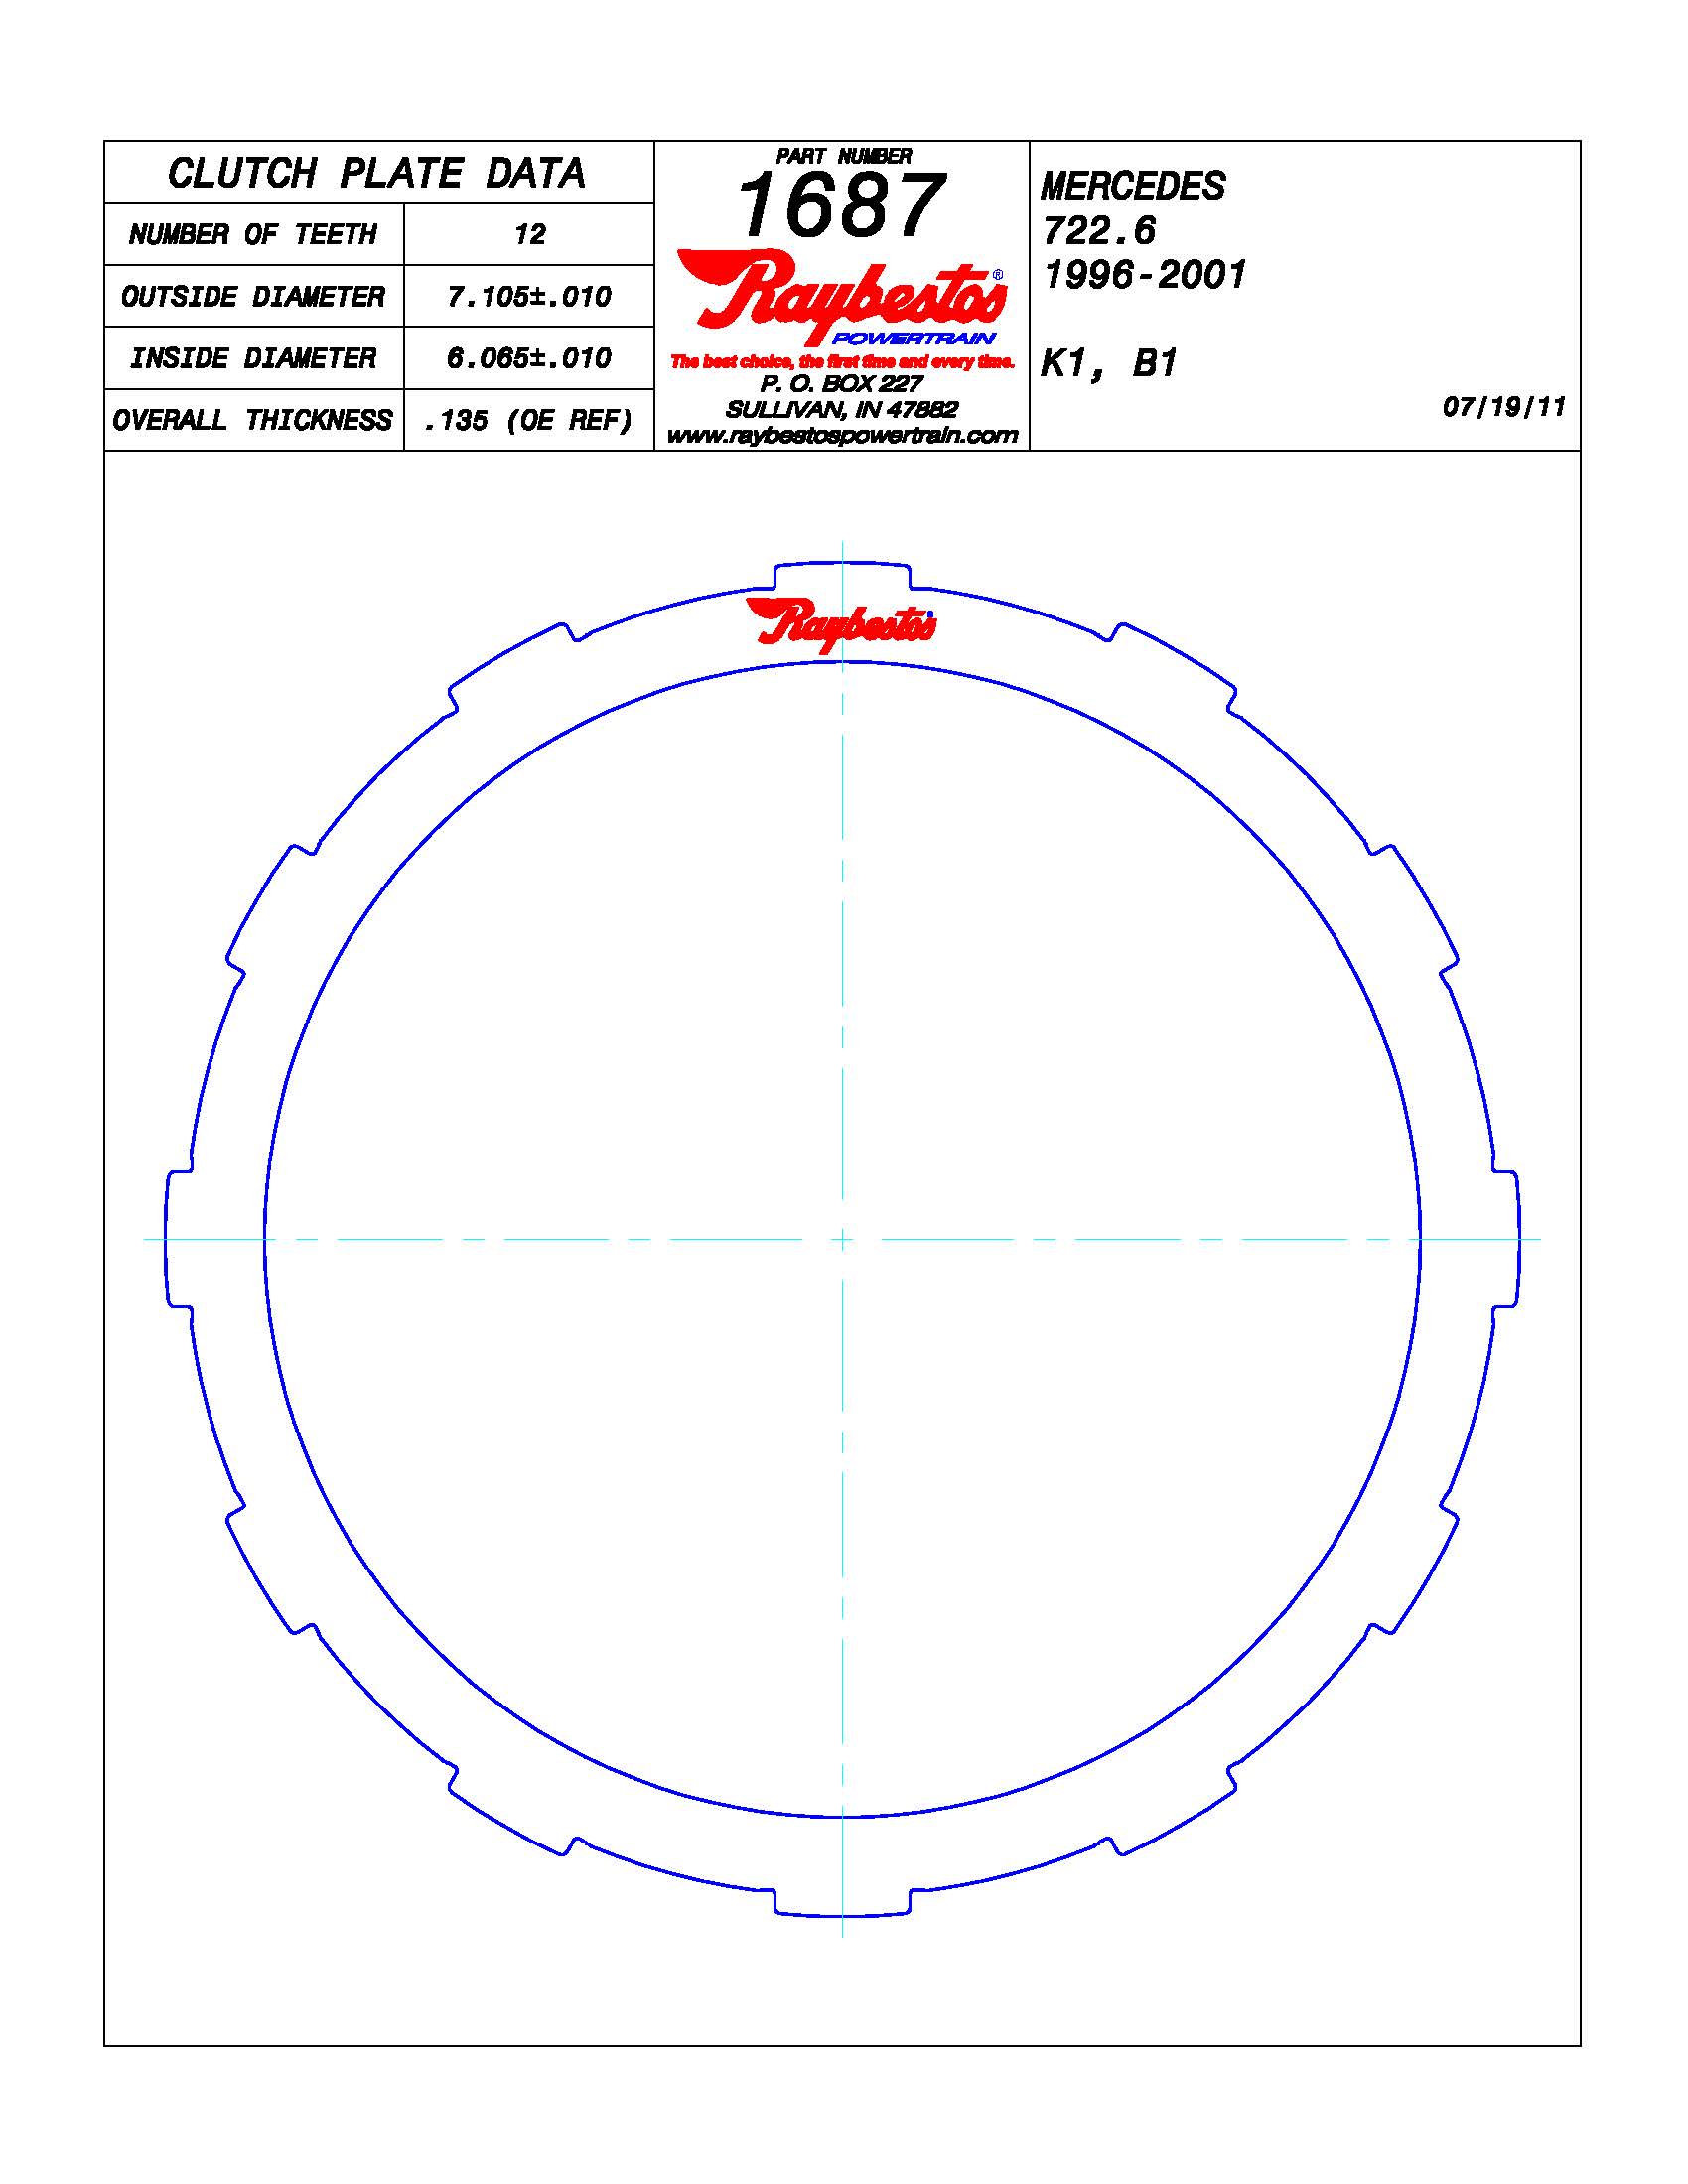 CLUTCH PLATE DATA
NUMBER OF TEETH 12
OUTSIDE DIAMETER 7.105±.010
INSIDE DIAMETER 6.065±.010
OVERALL THICKNESS .135 (OE REF)
PART NUMBER
1687
Raybestos®
POWERTRAIN
The best choice, the first time and every time.
P. O. BOX 227
SULLIVAN, IN 47882
www.raybestospowertrain.com
MERCEDES
722.6
1996-2001
K1, B1
07/19/11
Raybestos